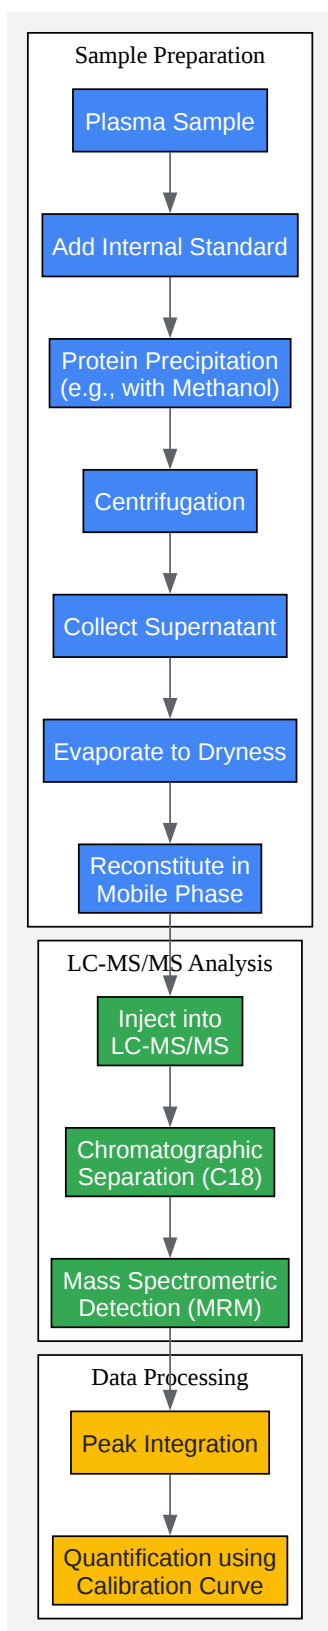 Sample Preparation
Plasma Sample
Add Internal Standard
Protein Precipitation
(e.g., with Methanol)
Centrifugation
Collect Supernatant
Evaporate to Dryness
Reconstitute in
Mobile Phase
LC-MS/MS Analysis
Inject into
LC-MS/MS
Chromatographic
Separation (C18)
Mass Spectrometric
Detection (MRM)
Data Processing
Peak Integration
Quantification using
Calibration Curve